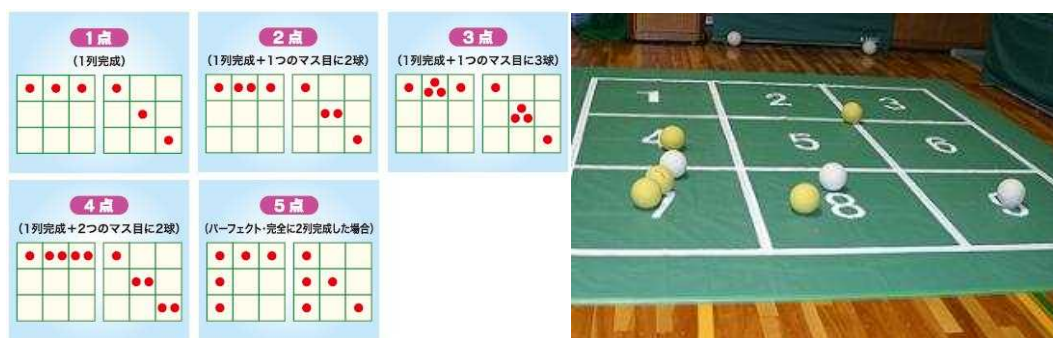 1点
(1列完成)
2点
(1列完成+1つのマス目に2球)
3点
(1列完成+1つのマス目に3球)
4点
(1列完成+2つのマス目に2球)
5点
(パーフェクト・完全に2列完成した場合)
1
2
3
4
5
6
7
8
9